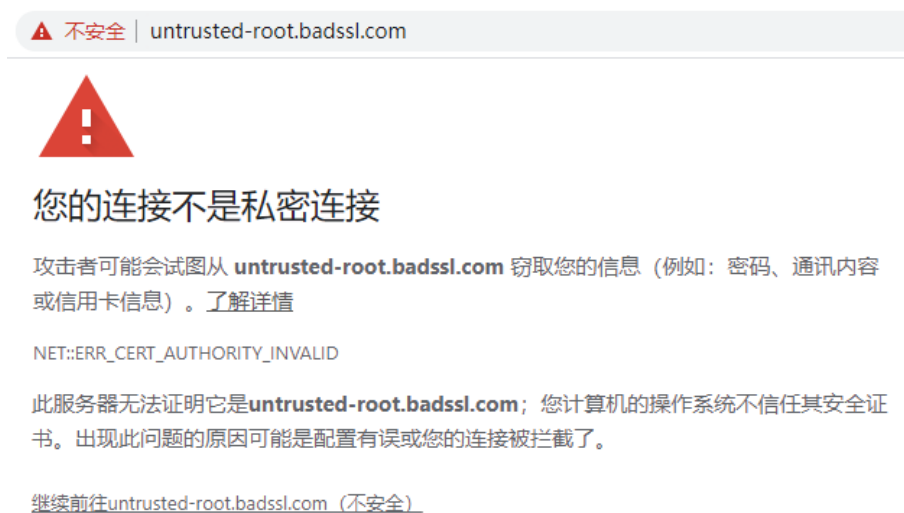 不安全 | untrusted-root.badssl.com
您的连接不是私密连接
攻击者可能会试图从 untrusted-root.badssl.com 窃取您的信息（例如：密码、通讯内容
或信用卡信息）。了解详情
NET::ERR_CERT_AUTHORITY_INVALID
此服务器无法证明它是untrusted-root.badssl.com；您计算机的操作系统不信任其安全证
书。出现此问题的原因可能是配置有误或您的连接被拦截了。
继续前往untrusted-root.badssl.com（不安全）